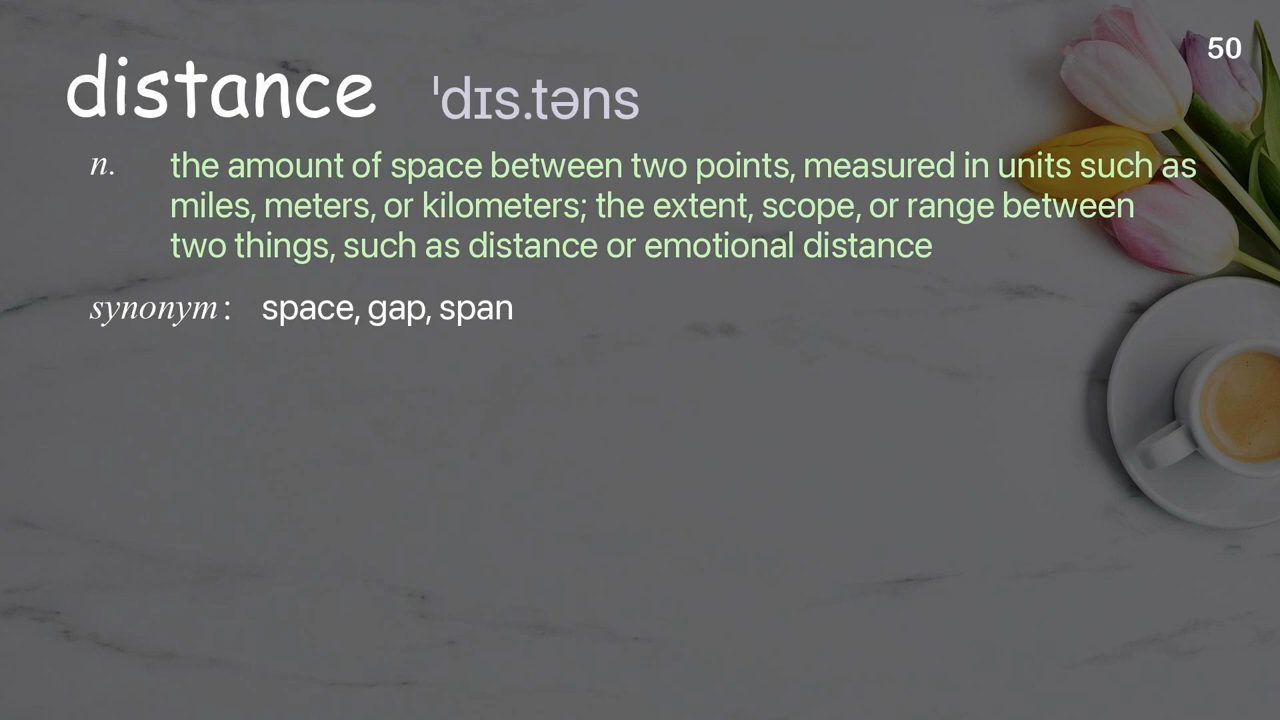 50
distance ˈdɪs.təns
n. the amount of space between two points, measured in units such as
miles, meters, or kilometers; the extent, scope, or range between
two things, such as distance or emotional distance
synonym: space, gap, span